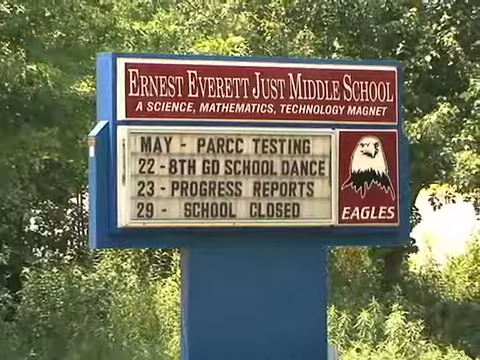 ERNEST EVERETT JUST MIDDLE SCHOOL
A SCIENCE, MATHEMATICS, TECHNOLOGY MAGNET
MAY - PARCC TESTING
22 - 8TH GD SCHOOL DANCE
23 - PROGRESS REPORTS
29 - SCHOOL CLOSED
EAGLES